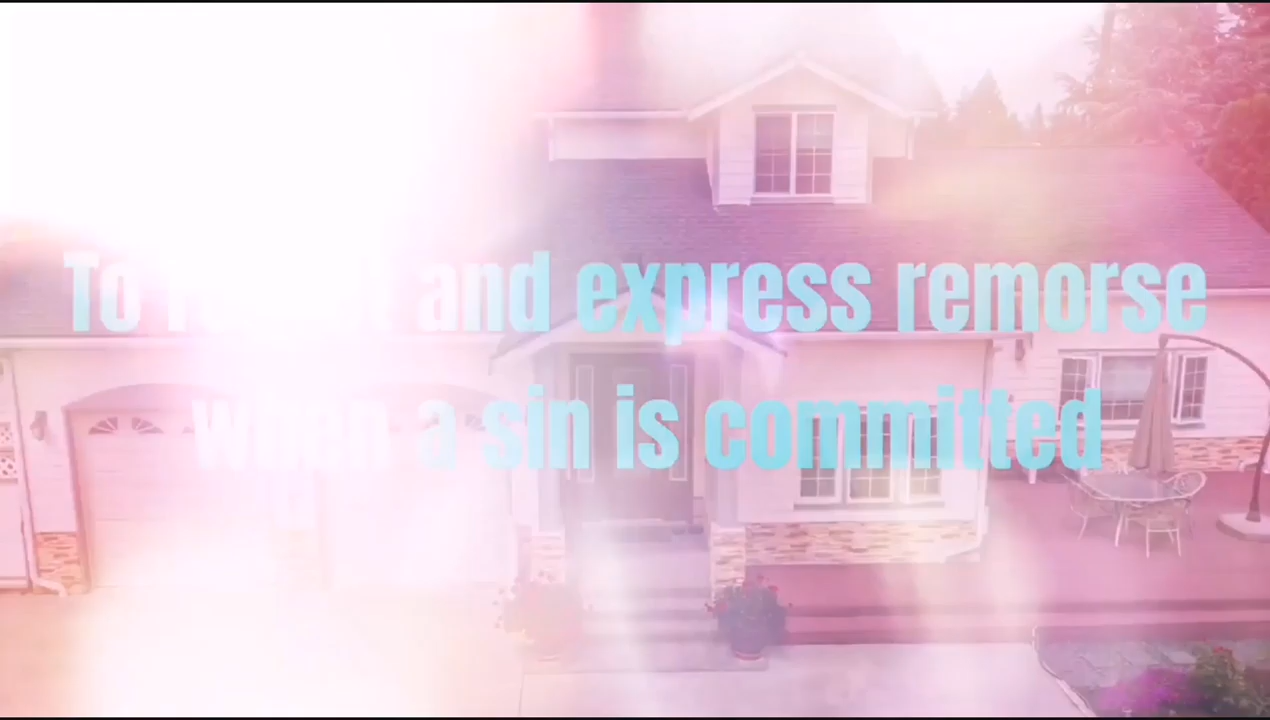 To and express remorse
when a sin is committed